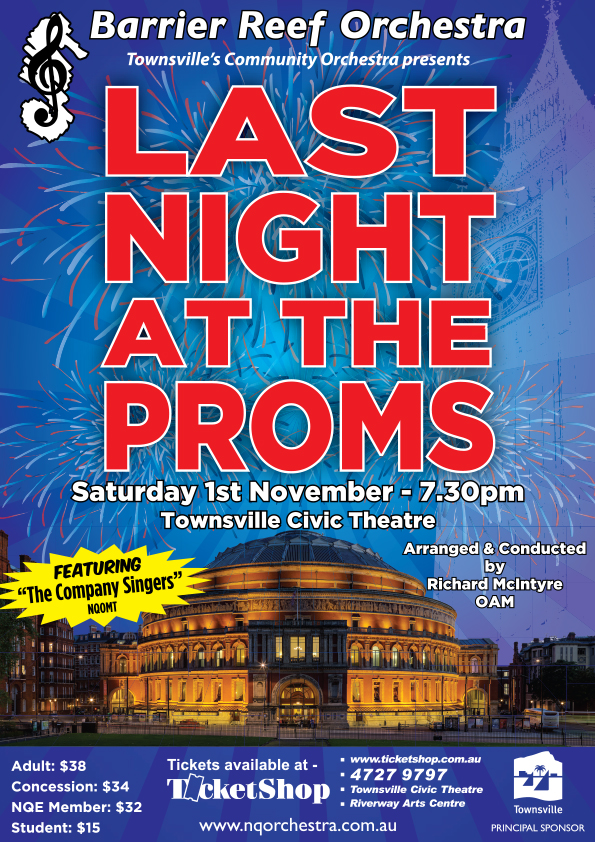 Barrier Reef Orchestra
Townsville's Community Orchestra presents
LAST
NIGHT
AT THE
PROMS
Saturday 1st November - 7.30pm
Townsville Civic Theatre
Arranged & Conducted
by
Richard McIntyre
OAM
FEATURING
"The Company Singers"
NQOMT
Adult: $38
Concession: $34
NQE Member: $32
Student: $15
Tickets available at -
TicketShop
www.ticketshop.com.au
4727 9797
Townsville Civic Theatre
Riverway Arts Centre
www.nqorchestra.com.au
Townsville
PRINCIPAL SPONSOR